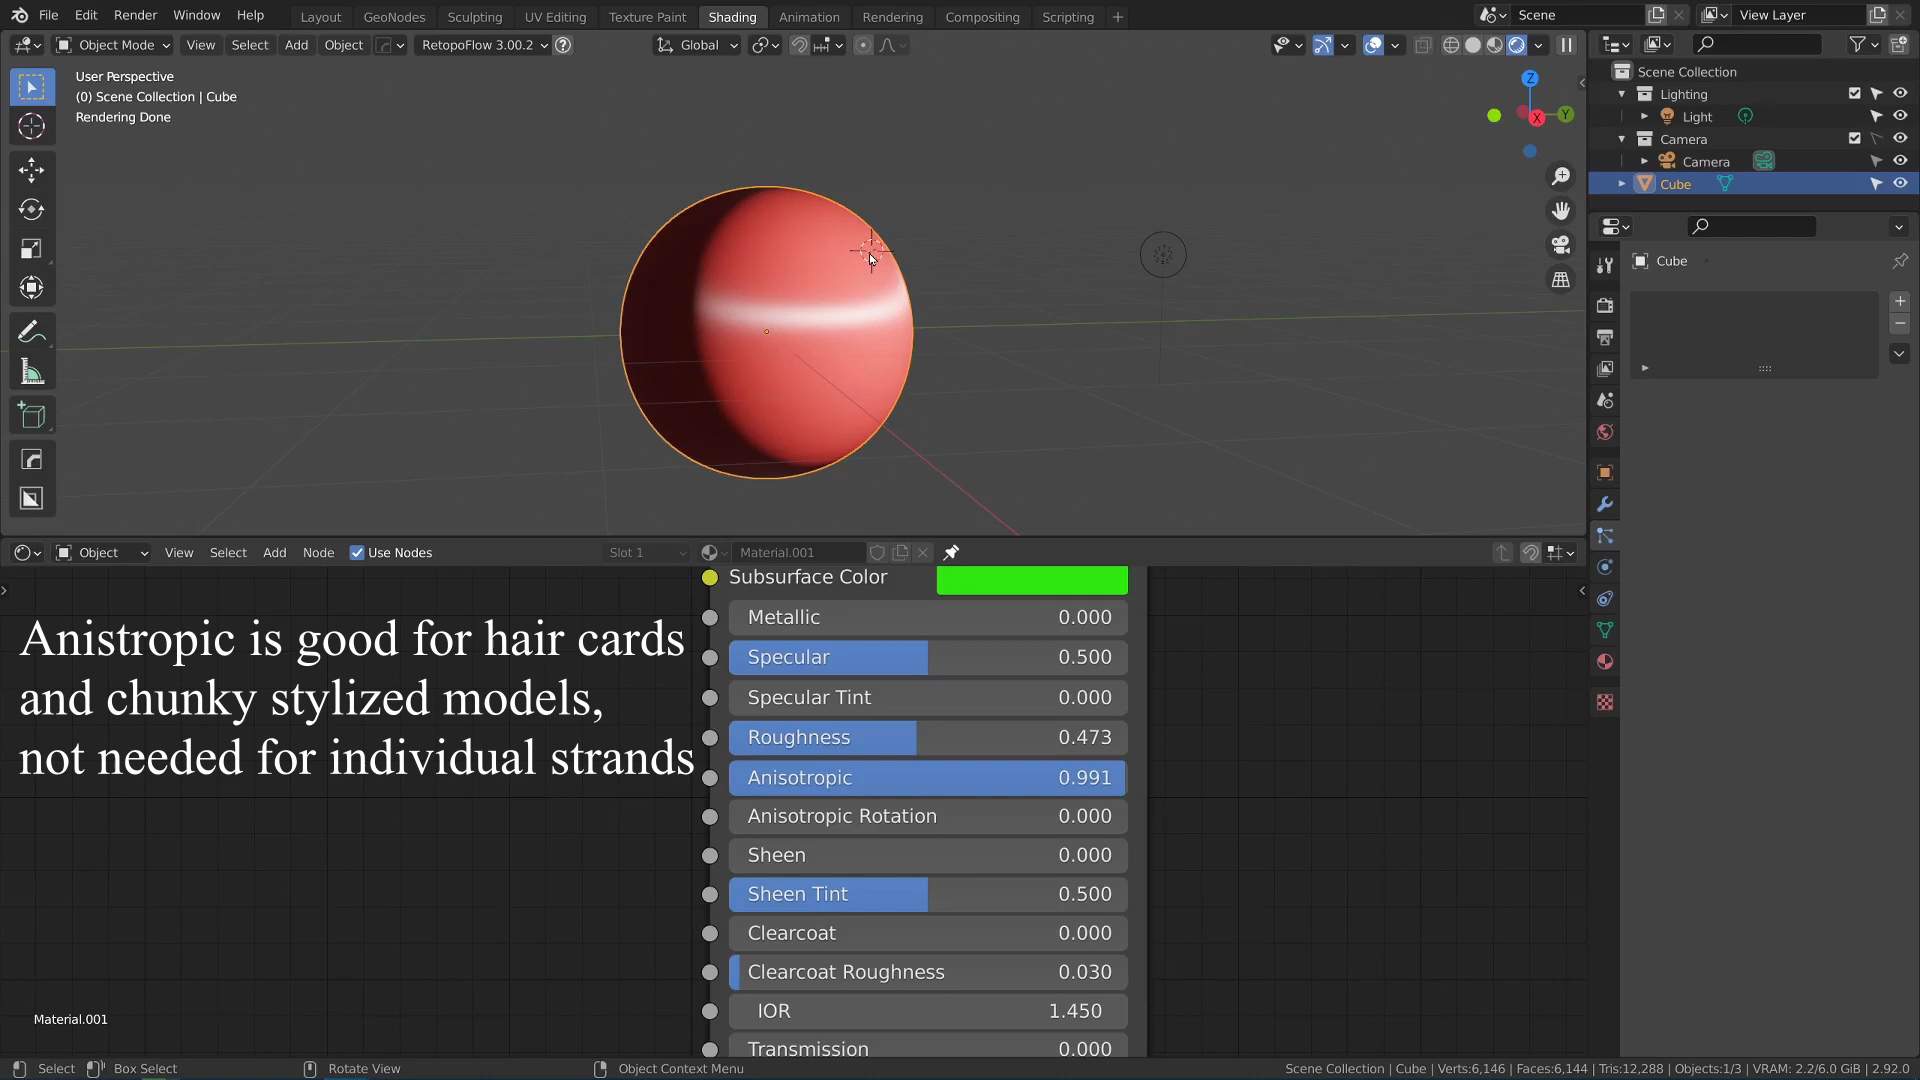 File Edit Render Window Help Layout GeoNodes Sculpting UV Editing Texture Paint Shading Animation Rendering Compositing Scripting + Scene View Layer
Object Mode View Select Add Object RetopoFlow 3.00.2 Global
User Perspective
(0) Scene Collection | Cube
Rendering Done
Z
Y
X
Scene Collection
Lighting
Light
Camera
Camera
Cube
Cube
Object View Select Add Node Use Nodes Slot 1 Material.001
Subsurface Color
Metallic 0.000
Specular 0.500
Specular Tint 0.000
Roughness 0.473
Anisotropic 0.991
Anisotropic Rotation 0.000
Sheen 0.000
Sheen Tint 0.500
Clearcoat 0.000
Clearcoat Roughness 0.030
IOR 1.450
Transmission 0.000
Anistropic is good for hair cards
and chunky stylized models,
not needed for individual strands
Material.001
Select Box Select Rotate View Object Context Menu Scene Collection | Cube | Verts:6,146 | Faces:6,144 | Tris:12,288 | Objects:1/3 | VRAM: 2.2/6.0 GiB | 2.92.0